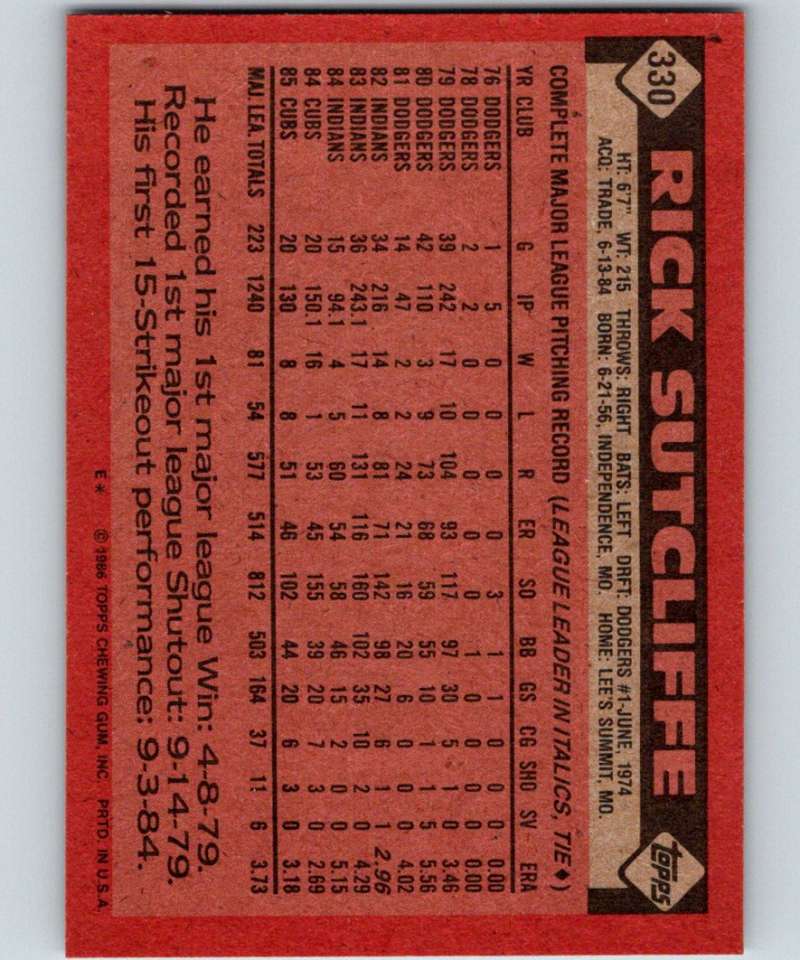 330
RICK SUTCLIFFE
topps
HT: 6'7" WT: 215 THROWS: RIGHT BATS: LEFT DRFT: DODGERS #1-JUNE, 1974
ACQ: TRADE, 6-13-84 BORN: 6-21-56, INDEPENDENCE, MO. HOME: LEE'S SUMMIT, MO.
COMPLETE MAJOR LEAGUE PITCHING RECORD (LEAGUE LEADER IN ITALICS, TIE♦)
YR CLUB G IP W L R ER SO BB GS CG SHO SV ERA
76 DODGERS 1 5 0 0 0 0 3 1 1 0 0 0 0.00
78 DODGERS 2 2 0 0 0 0 0 1 0 0 0 0 0.00
79 DODGERS 39 242 17 10 104 93 117 97 30 5 1 0 3.46
80 DODGERS 42 110 3 9 73 68 59 55 10 1 1 5 5.56
81 DODGERS 14 47 2 2 24 21 16 20 6 0 0 0 4.02
82 INDIANS 34 216 14 8 81 71 142 98 27 6 1 1 2.96
83 INDIANS 36 243.1 17 11 131 116 160 102 35 10 2 0 4.29
84 INDIANS 15 94.1 4 5 60 54 58 46 15 2 0 0 5.15
84 CUBS 20 150.1 16 1 53 45 155 39 20 7 3 0 2.69
85 CUBS 20 130 8 8 51 46 102 44 20 6 3 0 3.18
MAJ. LEA. TOTALS 223 1240 81 54 577 514 812 503 164 37 11 6 3.73
He earned his 1st major league Win: 4-8-79.
Recorded 1st major league Shutout: 9-14-79.
His first 15-Strikeout performance: 9-3-84.
E* © 1986 TOPPS CHEWING GUM, INC. PRTD. IN U.S.A.